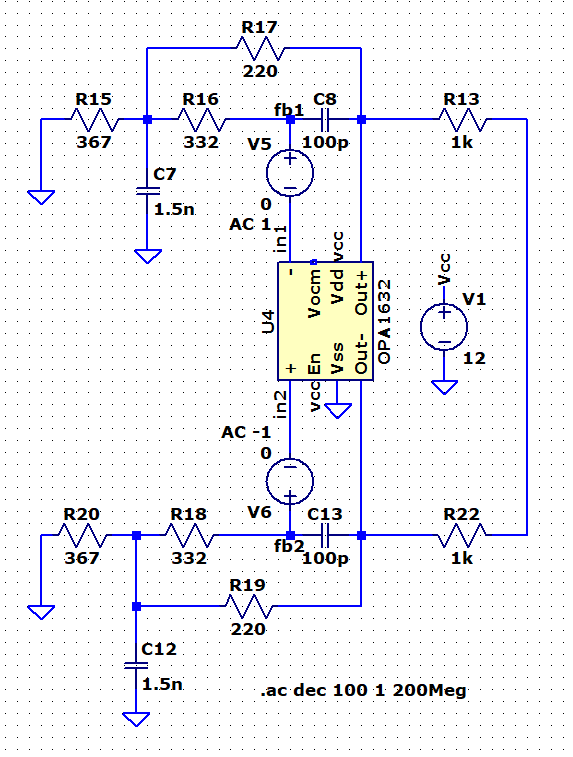 R17
220
R15
367
R16
332
fb1
C8
100p
R13
1k
C7
1.5n
V5
+
−
0
AC 1
in1
vcc
- Vocm Vdd Out+
U4
OPA1632
+ En Vss Out-
Vcc
V1
+
−
12
in2
vcc
AC -1
0
−
+
V6
R20
367
R18
332
fb2
C13
100p
R22
1k
R19
220
C12
1.5n
.ac dec 100 1 200Meg